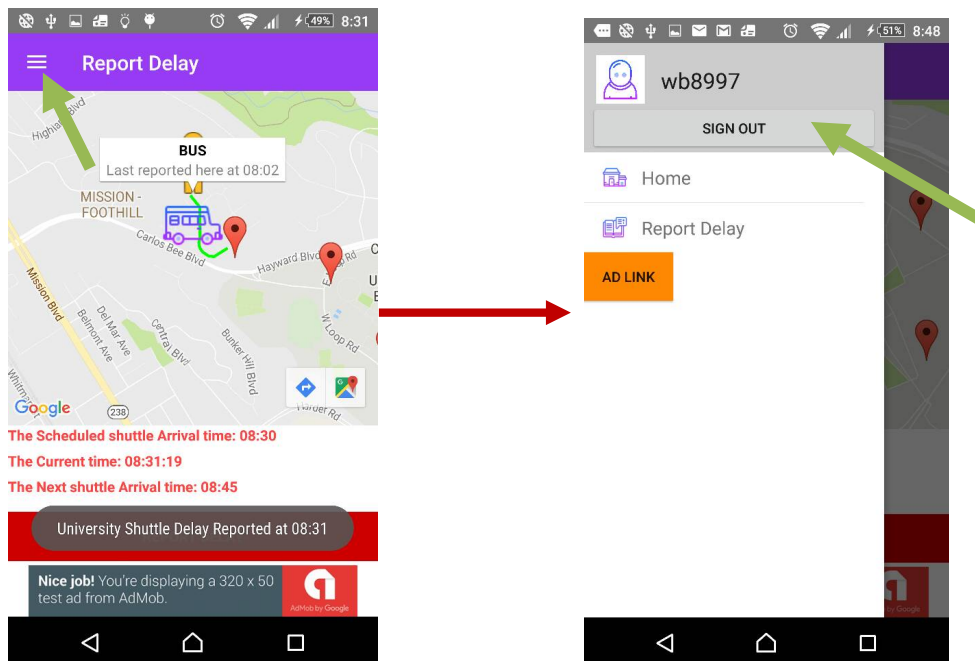 49% 8:31
Report Delay
Highland Blvd
BUS
Last reported here at 08:02
MISSION -
FOOTHILL
Carlos Bee Blvd
Hayward Blvd
Mission Blvd
Belmont Ave
Del Mar Ave
Central Blvd
Bunker Hill Blvd
W Loop Rd
Harder Rd
Google
238
The Scheduled shuttle Arrival time: 08:30
The Current time: 08:31:19
The Next shuttle Arrival time: 08:45
University Shuttle Delay Reported at 08:31
Nice job! You're displaying a 320 x 50
test ad from AdMob.
AdMob by Google
51% 8:48
wb8997
SIGN OUT
Home
Report Delay
AD LINK